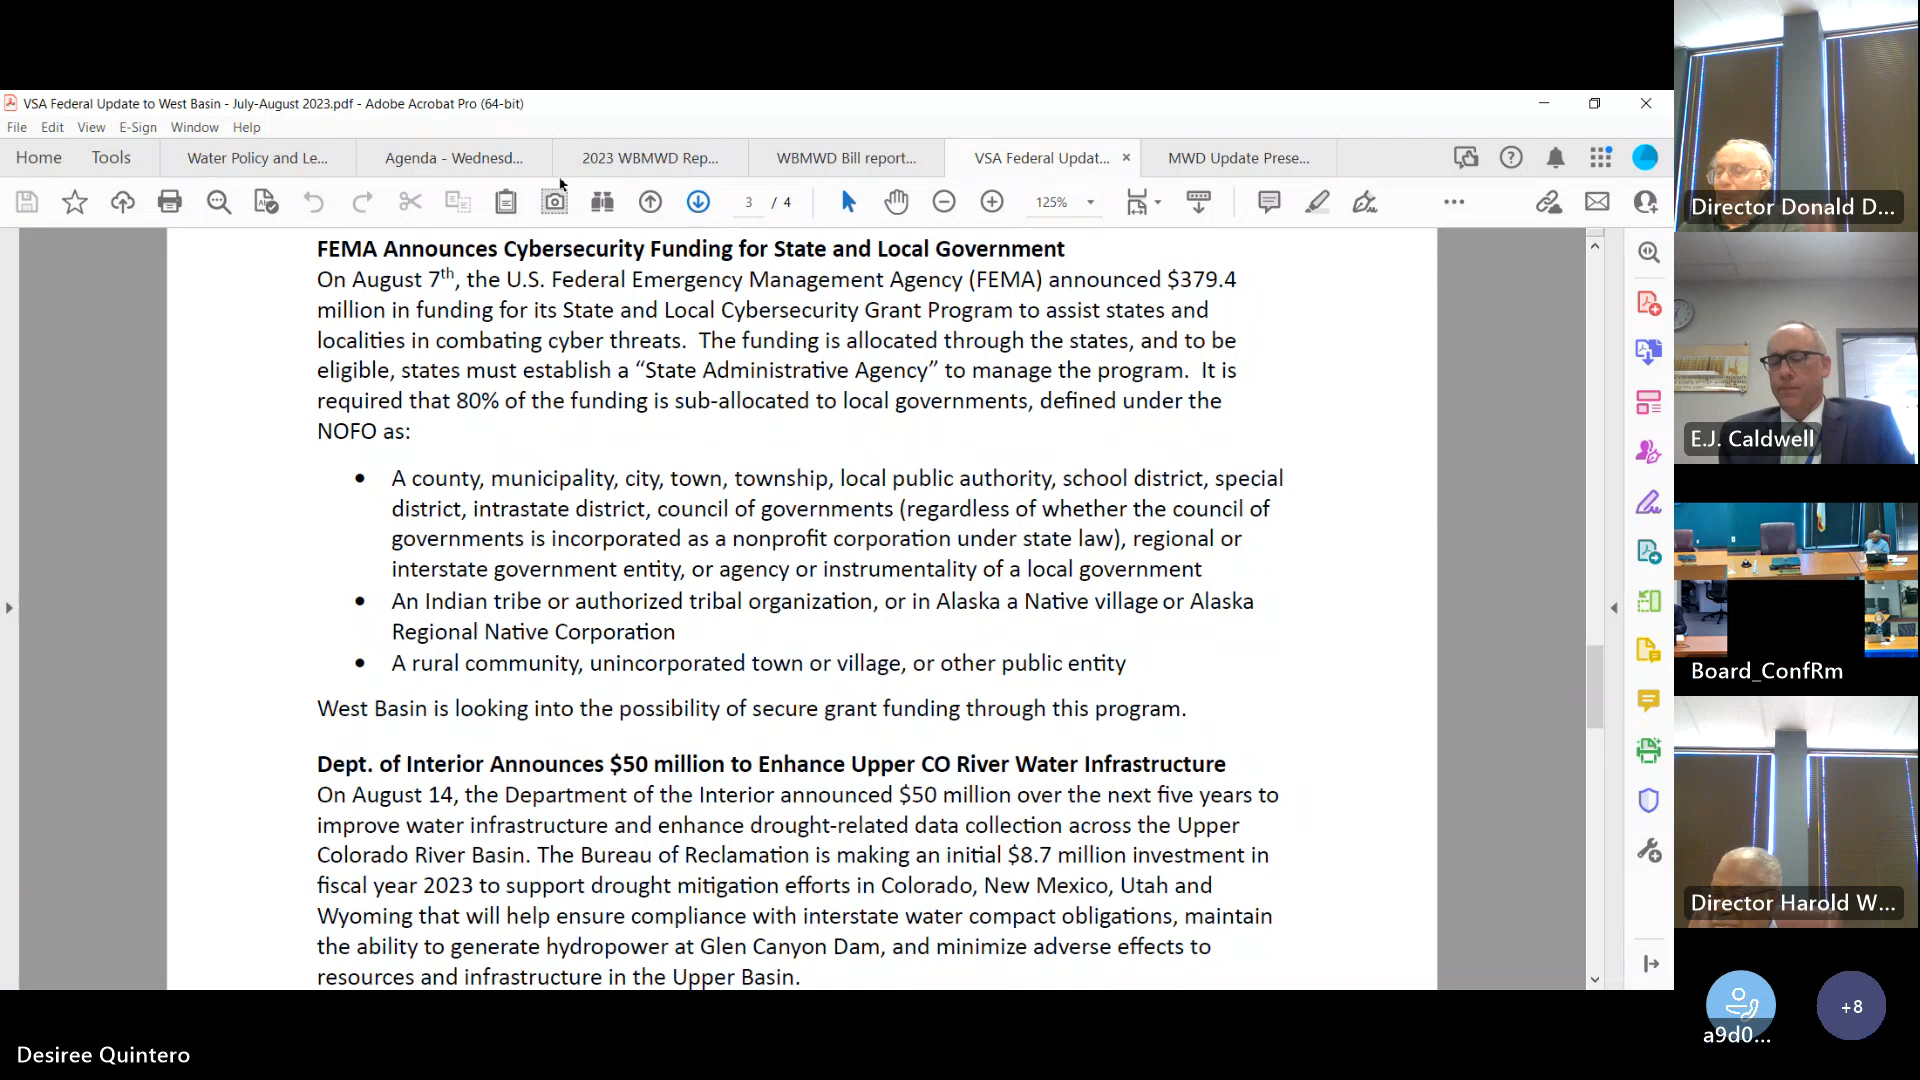 VSA Federal Update to West Basin - July-August 2023.pdf - Adobe Acrobat Pro (64-bit)
File Edit View E-Sign Window Help
Home Tools Water Policy and Le... Agenda - Wednesd... 2023 WBMWD Rep... WBMWD Bill report... VSA Federal Updat... × MWD Update Prese...
3 / 4 125%
FEMA Announces Cybersecurity Funding for State and Local Government
On August 7th, the U.S. Federal Emergency Management Agency (FEMA) announced $379.4
million in funding for its State and Local Cybersecurity Grant Program to assist states and
localities in combating cyber threats.  The funding is allocated through the states, and to be
eligible, states must establish a “State Administrative Agency” to manage the program.  It is
required that 80% of the funding is sub-allocated to local governments, defined under the
NOFO as:
• A county, municipality, city, town, township, local public authority, school district, special
district, intrastate district, council of governments (regardless of whether the council of
governments is incorporated as a nonprofit corporation under state law), regional or
interstate government entity, or agency or instrumentality of a local government
• An Indian tribe or authorized tribal organization, or in Alaska a Native village or Alaska
Regional Native Corporation
• A rural community, unincorporated town or village, or other public entity
West Basin is looking into the possibility of secure grant funding through this program.
Dept. of Interior Announces $50 million to Enhance Upper CO River Water Infrastructure
On August 14, the Department of the Interior announced $50 million over the next five years to
improve water infrastructure and enhance drought-related data collection across the Upper
Colorado River Basin. The Bureau of Reclamation is making an initial $8.7 million investment in
fiscal year 2023 to support drought mitigation efforts in Colorado, New Mexico, Utah and
Wyoming that will help ensure compliance with interstate water compact obligations, maintain
the ability to generate hydropower at Glen Canyon Dam, and minimize adverse effects to
resources and infrastructure in the Upper Basin.
Director Donald D...
E.J. Caldwell
Board_ConfRm
Director Harold W...
a9d0...
+8
Desiree Quintero